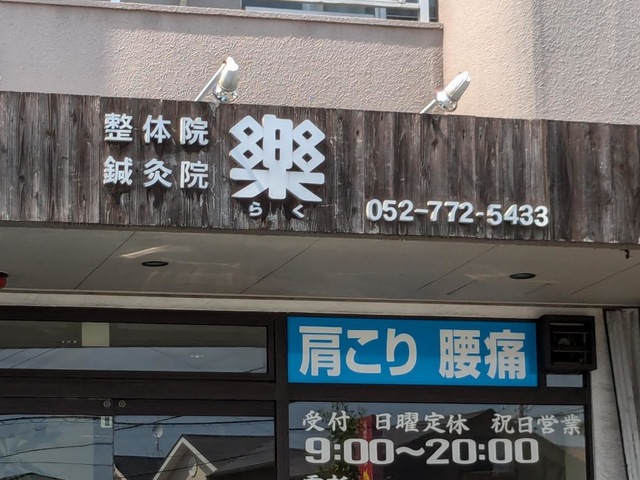 整体院
鍼灸院
樂
らく
052-772-5433
肩こり 腰痛
受付 日曜定休 祝日営業
9:00〜20:00